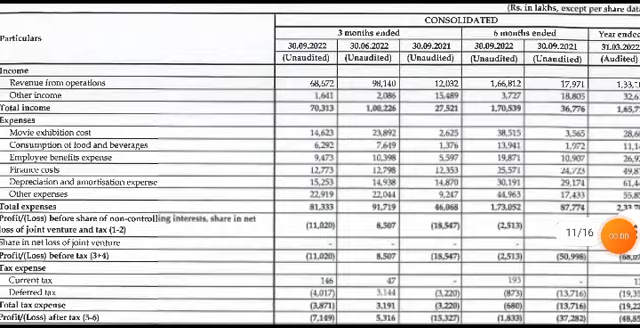 (Rs. in lakhs, except per share data
CONSOLIDATED
Particulars 3 months ended 6 months ended Year ended
30.09.2022 30.06.2022 30.09.2021 30.09.2022 30.09.2021 31.03.2022
(Unaudited) (Unaudited) (Unaudited) (Unaudited) (Unaudited) (Audited)
Income
Revenue from operations 68,672 98,140 12,032 1,66,812 17,971
Other income 1,641 2,086 15,489 3,727 18,805
Total income 70,313 1,00,226 27,521 1,70,539 36,776
Expenses
Movie exhibition cost 14,623 23,892 2,625 38,515 3,565
Consumption of food and beverages 6,292 7,649 1,376 13,941 1,972
Employee benefits expense 9,473 10,398 5,597 19,871 10,907
Finance costs 12,773 12,798 12,353 25,571 24,723
Depreciation and amortisation expense 15,253 14,938 14,870 30,191 29,174
Other expenses 22,919 22,044 9,247 44,963 17,433
Total expenses 81,333 91,719 46,068 1,73,052 87,774
Profit/(Loss) before share of non-controlling interests, share in net
loss of joint venture and tax (1-2) (11,020) 8,507 (18,547) (2,513)
11/16
00:00
Share in net loss of joint venture - - - - -
Profit/(Loss) before tax (3+4) (11,020) 8,507 (18,547) (2,513) (50,998)
Tax expense
Current tax 146 47 - 193 -
Deferred tax (4,017) 3,144 (3,220) (873) (13,716)
Total tax expense (3,871) 3,191 (3,220) (680) (13,716)
Profit/(Loss) after tax (5-6) (7,149) 5,316 (15,327) (1,833) (37,282)